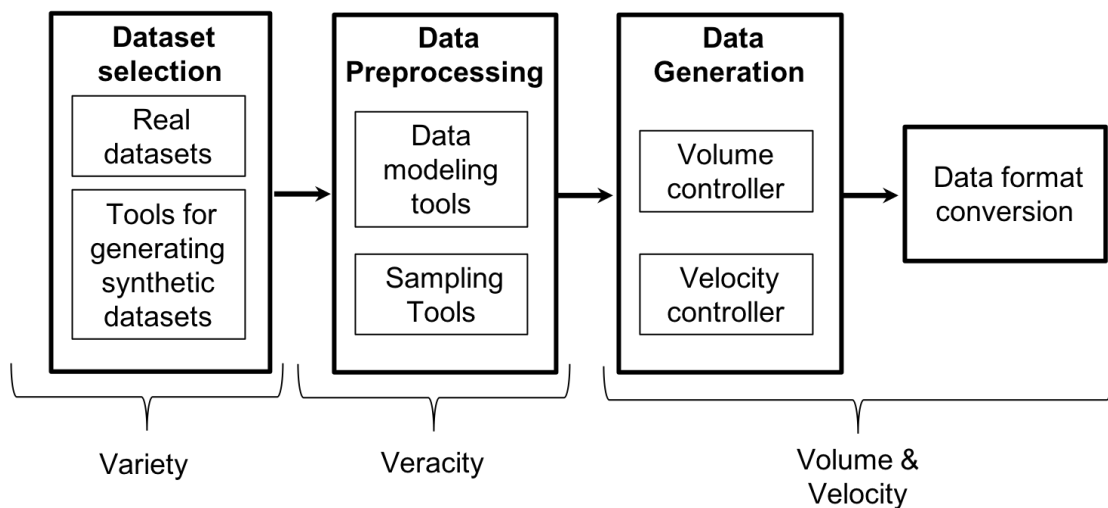 Dataset
selection
Real
datasets
Tools for
generating
synthetic
datasets
Data
Preprocessing
Data
modeling
tools
Sampling
Tools
Data
Generation
Volume
controller
Velocity
controller
Data format
conversion
Variety
Veracity
Volume &
Velocity